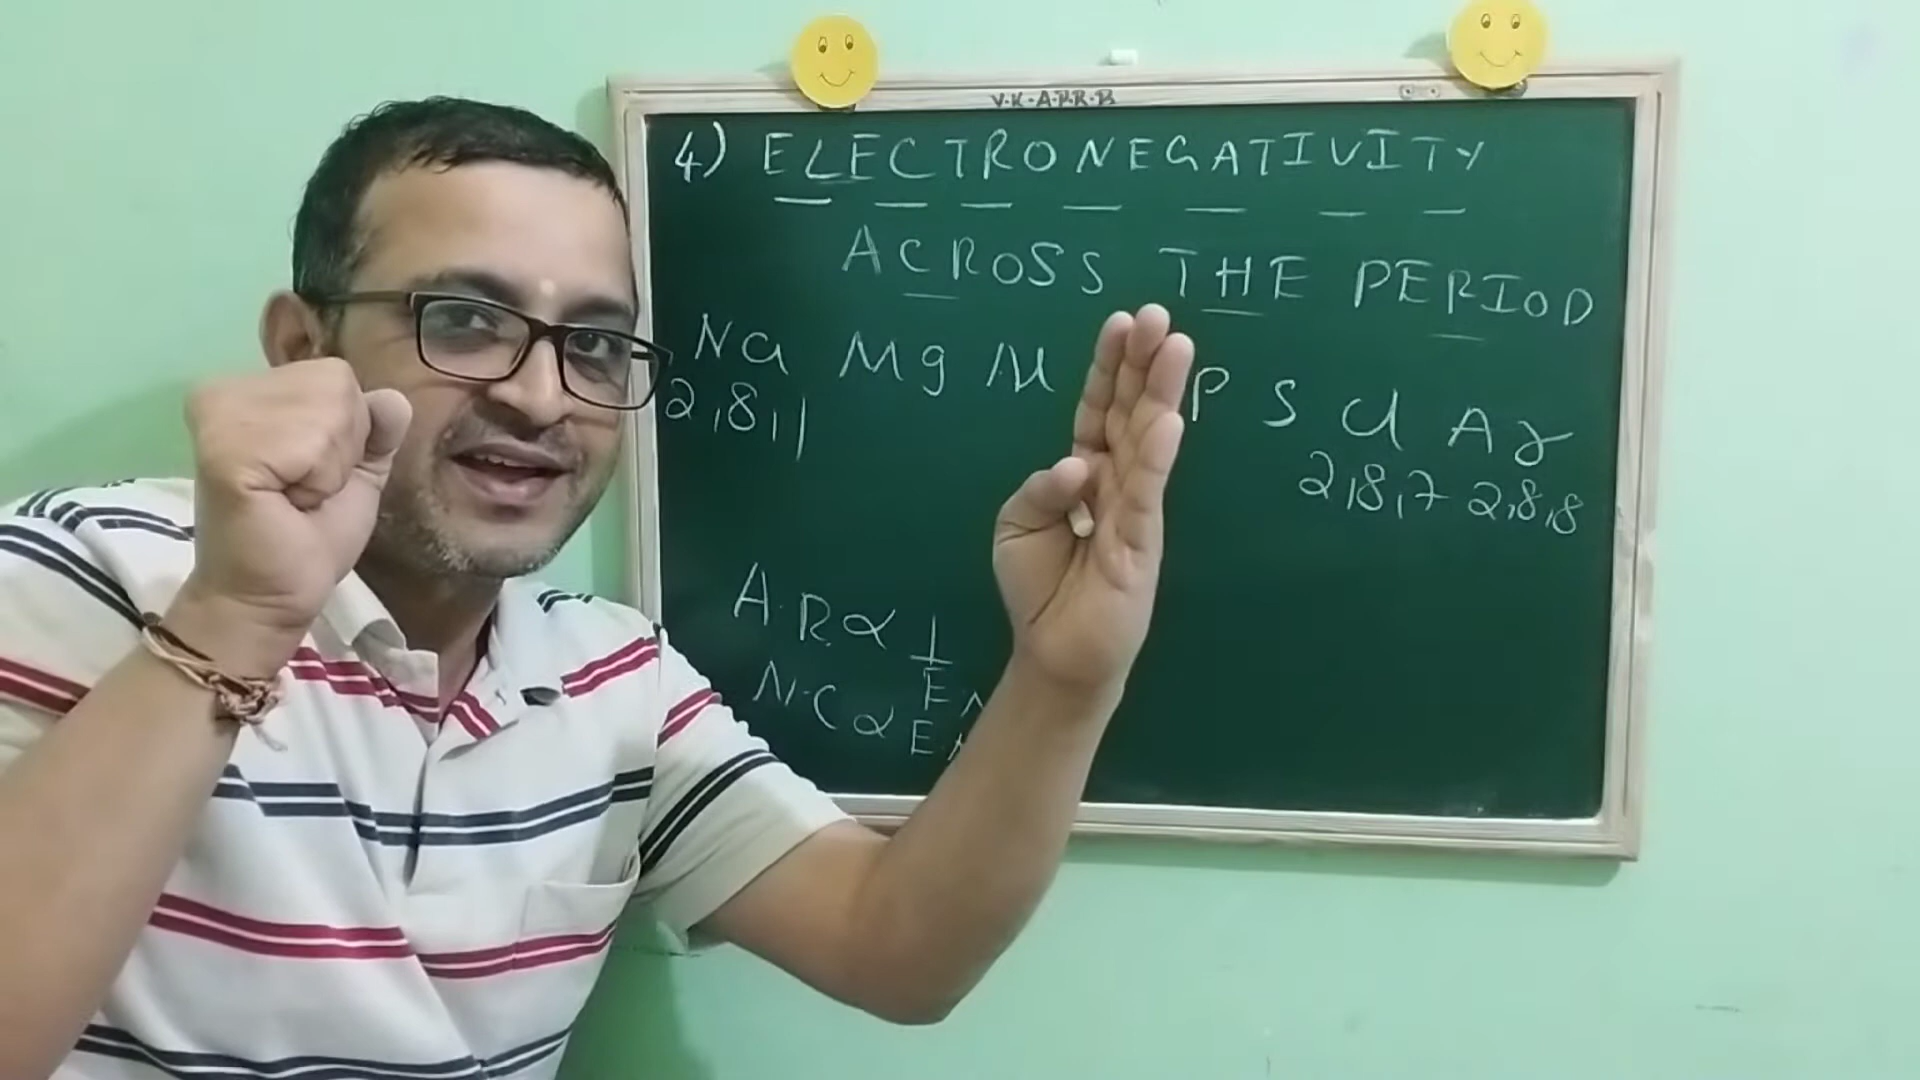 V.K.A.P.R.B
4) ELECTRONEGATIVITY
ACROSS THE PERIOD
Na Mg Al P S Cl Ar
2,8,1 2,8,7 2,8,8
A.R ∝ 1
E.N
N.C ∝ E.N